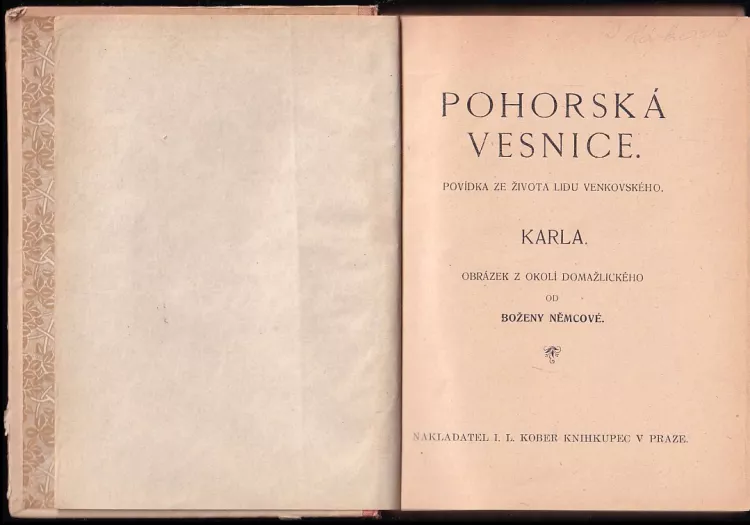 POHORSKÁ
VESNICE.
POVÍDKA ZE ŽIVOTA LIDU VENKOVSKÉHO.
KARLA.
OBRÁZEK Z OKOLÍ DOMAŽLICKÉHO
OD
BOŽENY NĚMCOVÉ.
NAKLADATEL I. L. KOBER KNIHKUPEC V PRAZE.